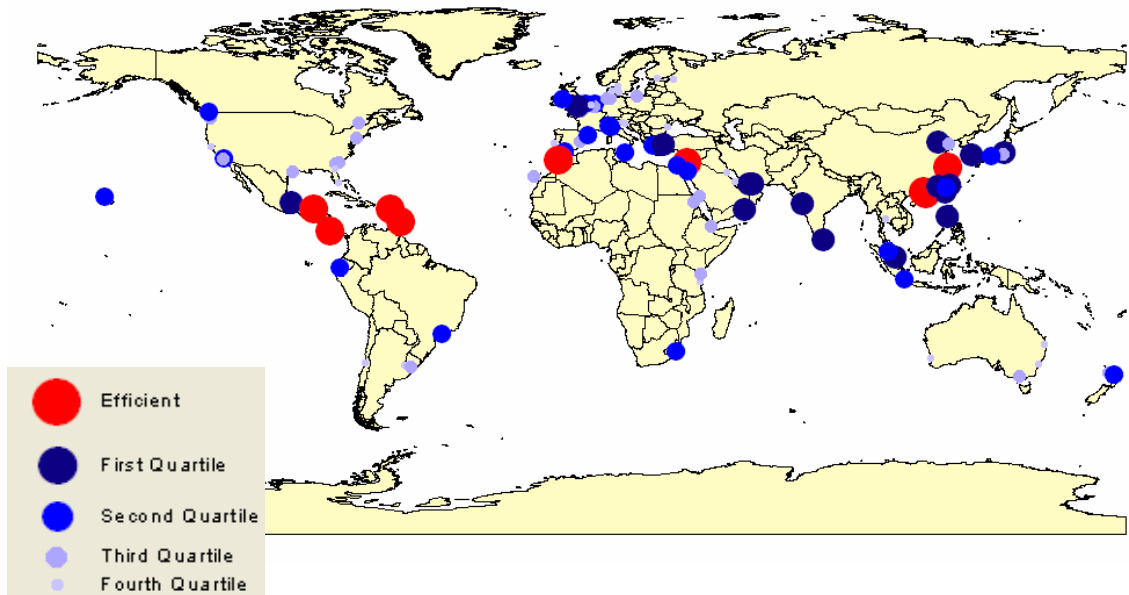 Efficient
First Quartile
Second Quartile
Third Quartile
Fourth Quartile